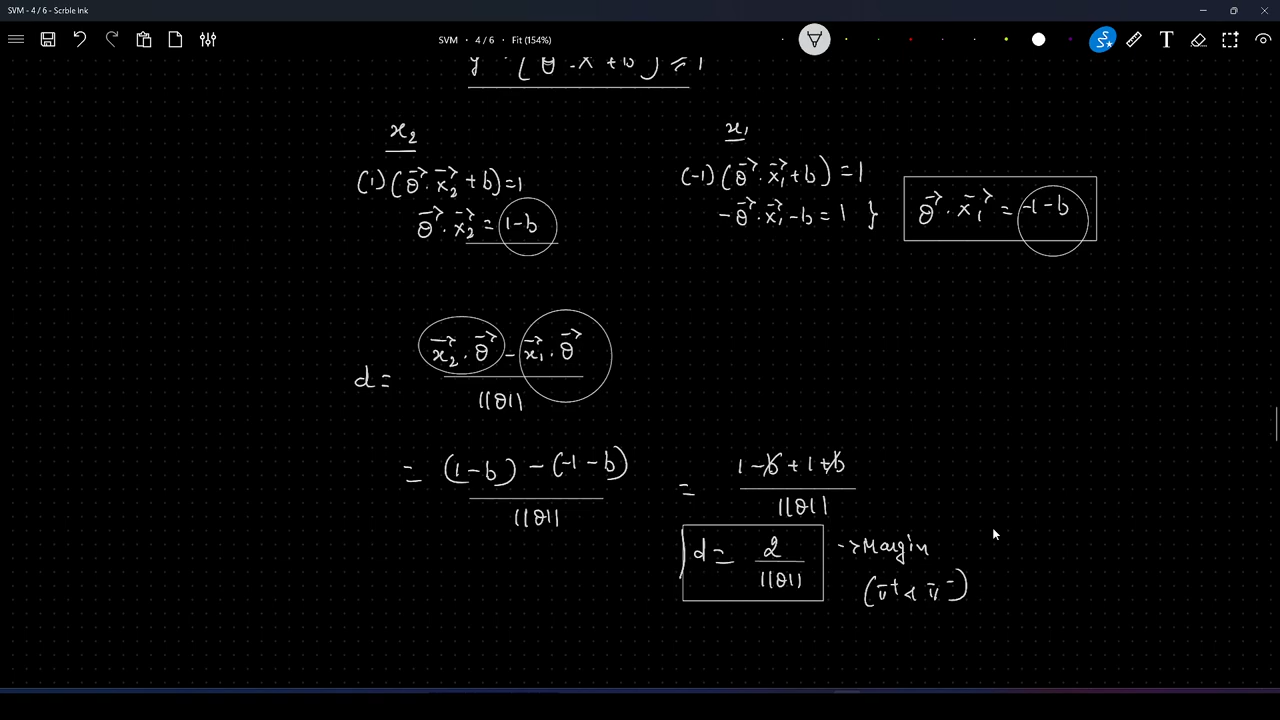 SVM - 4 / 6 - Scrble Ink
SVM • 4 / 6 • Fit (154%)
y · (θ · x + b) ⩾ 1
x₂
(1)(θ⃗ · x⃗₂ + b) = 1
θ⃗ · x⃗₂ = 1-b
x₁
(-1)(θ⃗ · x⃗₁ + b) = 1
-θ⃗ · x⃗₁ - b = 1 }
θ⃗ · x⃗₁ = -1-b
d = (x⃗₂ · θ⃗ - x⃗₁ · θ⃗) / ||θ||
= ((1-b) - (-1-b)) / ||θ||
= (1-b+1+b) / ||θ||
d = 2 / ||θ|| -> Margin
(π⁺ & π⁻)